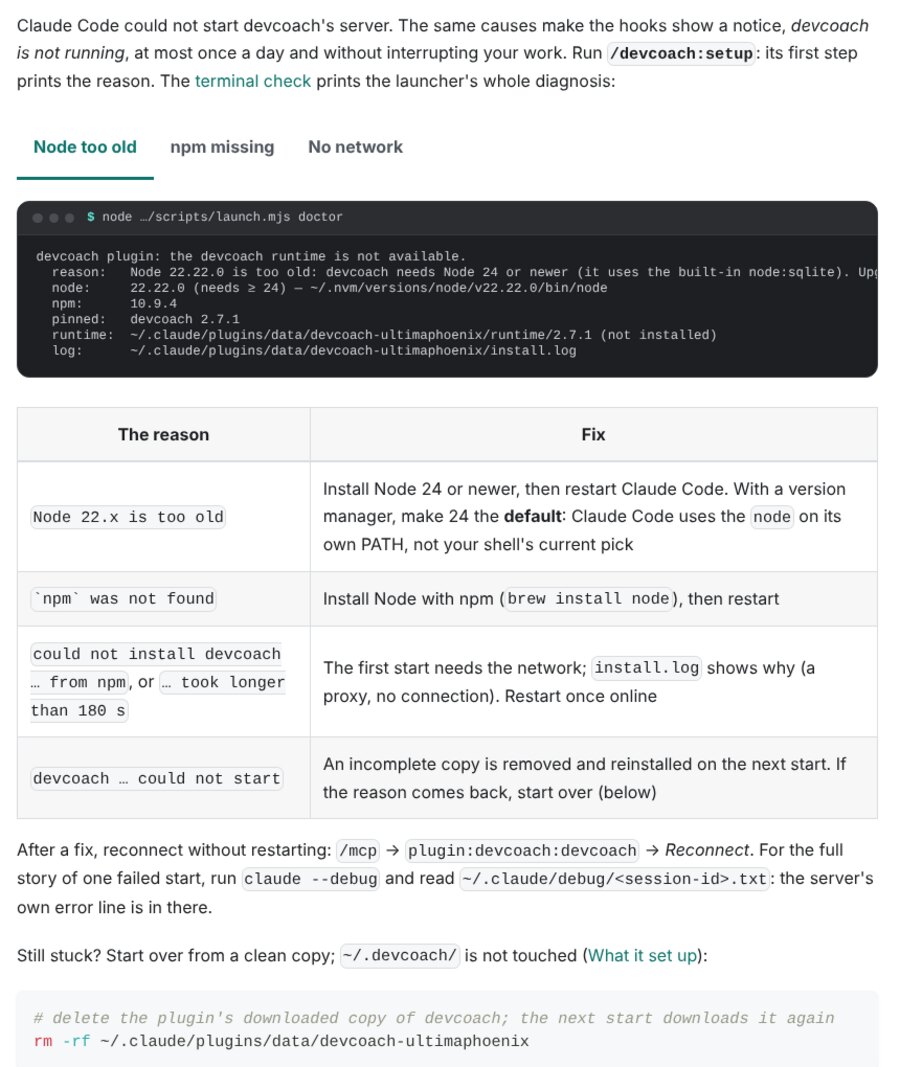 Claude Code could not start devcoach's server. The same causes make the hooks show a notice, devcoach
is not running, at most once a day and without interrupting your work. Run /devcoach:setup: its first step
prints the reason. The terminal check prints the launcher's whole diagnosis:
Node too old npm missing No network
$ node …/scripts/launch.mjs doctor
devcoach plugin: the devcoach runtime is not available.
reason: Node 22.22.0 is too old: devcoach needs Node 24 or newer (it uses the built-in node:sqlite). Upg
node: 22.22.0 (needs ≥ 24) — ~/.nvm/versions/node/v22.22.0/bin/node
npm: 10.9.4
pinned: devcoach 2.7.1
runtime: ~/.claude/plugins/data/devcoach-ultimaphoenix/runtime/2.7.1 (not installed)
log: ~/.claude/plugins/data/devcoach-ultimaphoenix/install.log
The reason Fix
Node 22.x is too old
Install Node 24 or newer, then restart Claude Code. With a version
manager, make 24 the default: Claude Code uses the node on its
own PATH, not your shell's current pick
`npm` was not found
Install Node with npm (brew install node), then restart
could not install devcoach
… from npm, or … took longer
than 180 s
The first start needs the network; install.log shows why (a
proxy, no connection). Restart once online
devcoach … could not start
An incomplete copy is removed and reinstalled on the next start. If
the reason comes back, start over (below)
After a fix, reconnect without restarting: /mcp → plugin:devcoach:devcoach → Reconnect. For the full
story of one failed start, run claude --debug and read ~/.claude/debug/<session-id>.txt: the server's
own error line is in there.
Still stuck? Start over from a clean copy; ~/.devcoach/ is not touched (What it set up):
# delete the plugin's downloaded copy of devcoach; the next start downloads it again
rm -rf ~/.claude/plugins/data/devcoach-ultimaphoenix